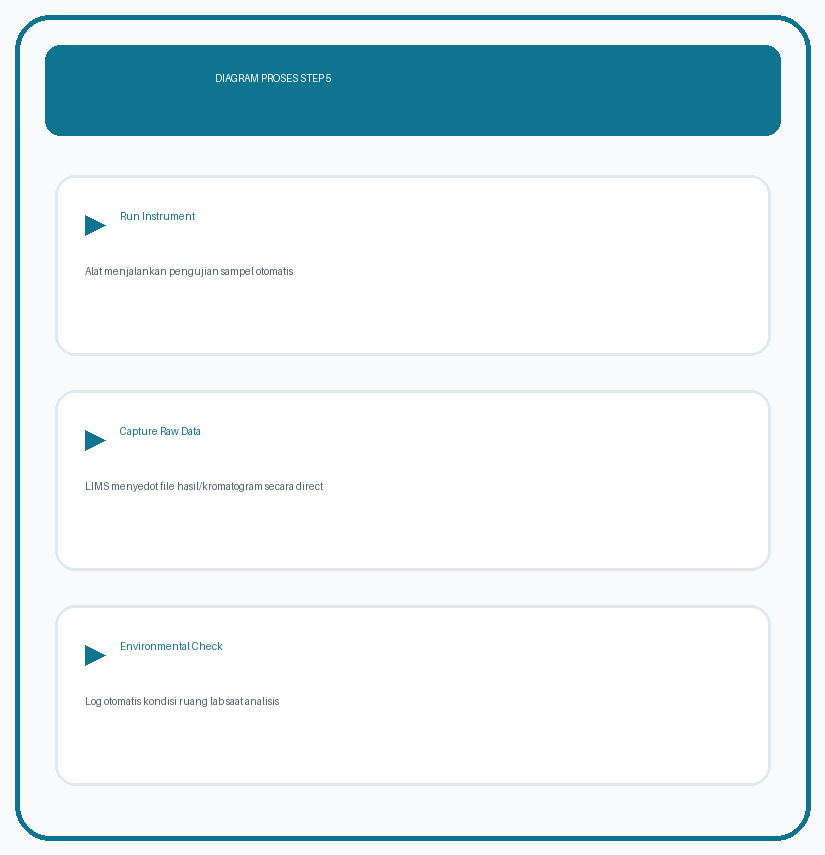 DIAGRAM PROSES STEP 5
Run Instrument
Alat menjalankan pengujian sampel otomatis
Capture Raw Data
LIMS menyedot file hasil/kromatogram secara direct
Environmental Check
Log otomatis kondisi ruang lab saat analisis